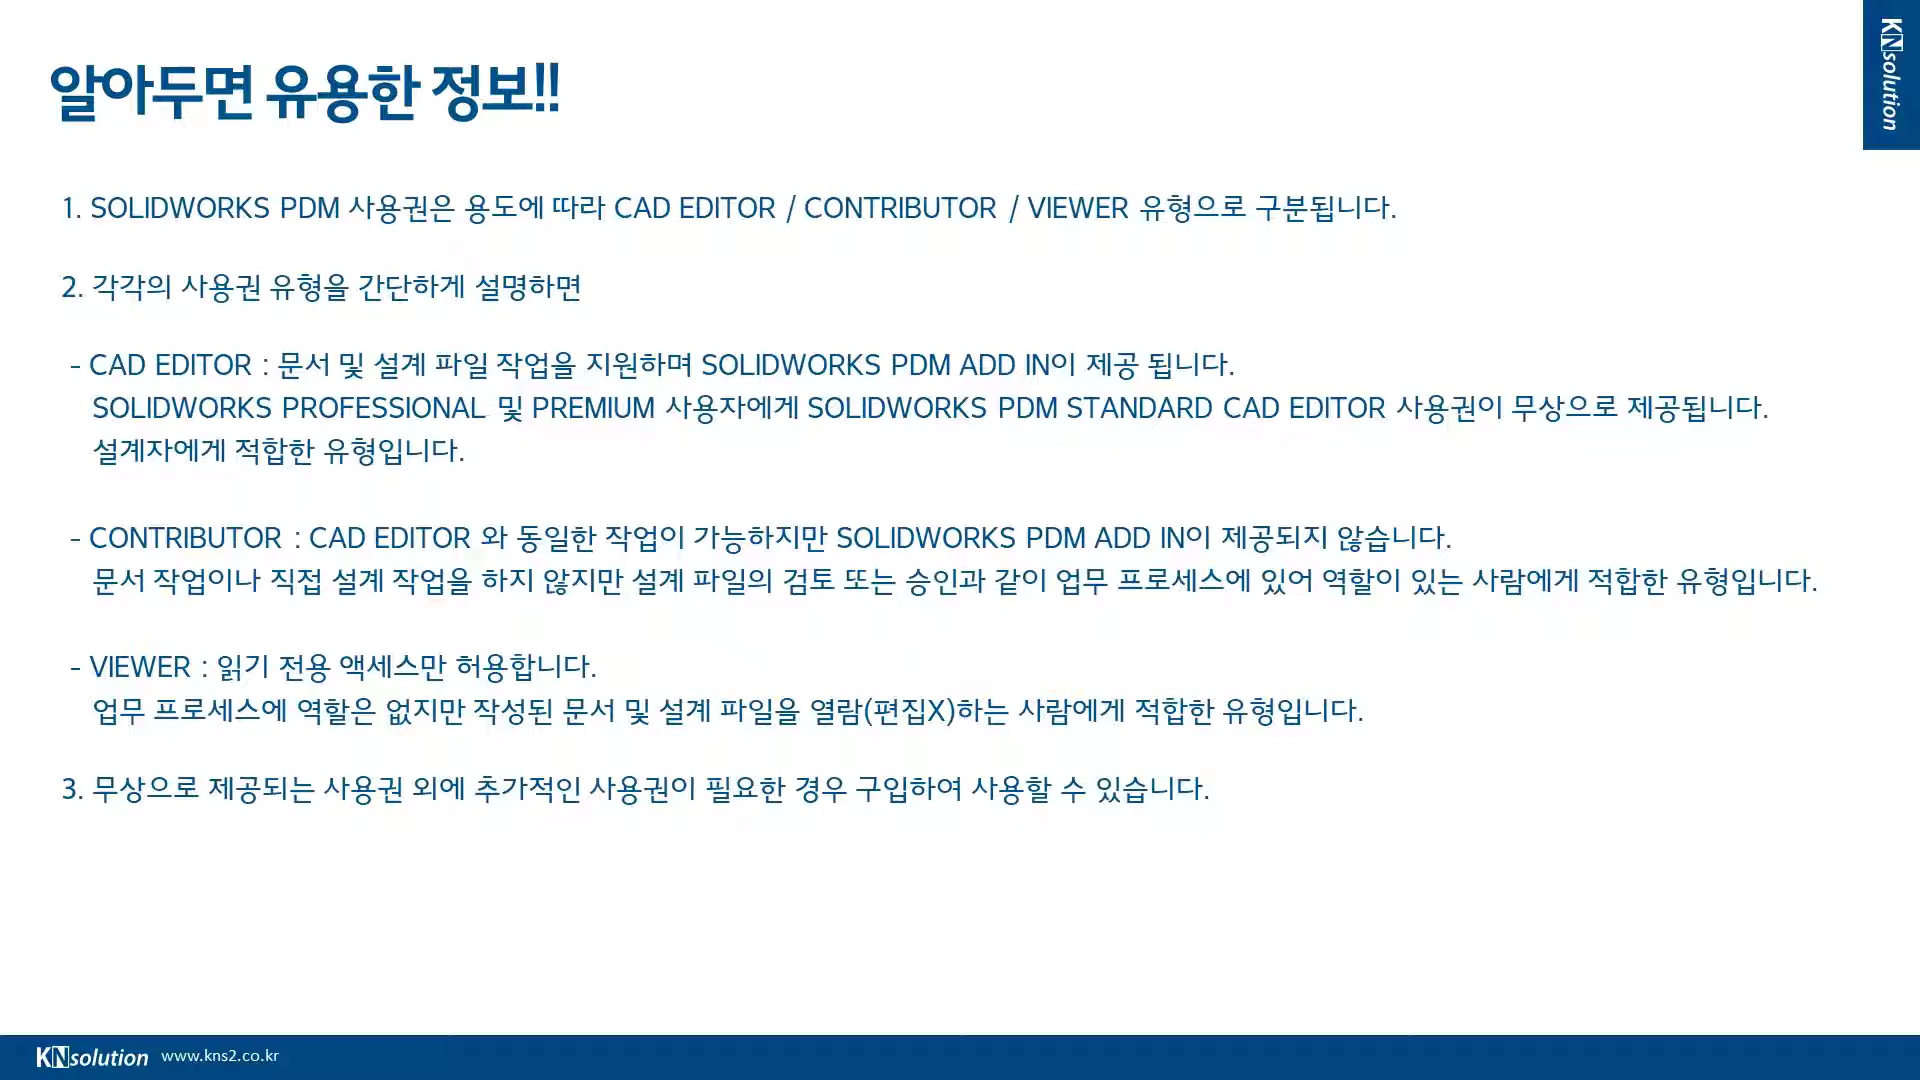 KNsolution
알아두면 유용한 정보!!
1. SOLIDWORKS PDM 사용권은 용도에 따라 CAD EDITOR / CONTRIBUTOR / VIEWER 유형으로 구분됩니다.
2. 각각의 사용권 유형을 간단하게 설명하면
- CAD EDITOR : 문서 및 설계 파일 작업을 지원하며 SOLIDWORKS PDM ADD IN이 제공 됩니다.
SOLIDWORKS PROFESSIONAL 및 PREMIUM 사용자에게 SOLIDWORKS PDM STANDARD CAD EDITOR 사용권이 무상으로 제공됩니다.
설계자에게 적합한 유형입니다.
- CONTRIBUTOR : CAD EDITOR 와 동일한 작업이 가능하지만 SOLIDWORKS PDM ADD IN이 제공되지 않습니다.
문서 작업이나 직접 설계 작업을 하지 않지만 설계 파일의 검토 또는 승인과 같이 업무 프로세스에 있어 역할이 있는 사람에게 적합한 유형입니다.
- VIEWER : 읽기 전용 액세스만 허용합니다.
업무 프로세스에 역할은 없지만 작성된 문서 및 설계 파일을 열람(편집X)하는 사람에게 적합한 유형입니다.
3. 무상으로 제공되는 사용권 외에 추가적인 사용권이 필요한 경우 구입하여 사용할 수 있습니다.
KNsolution www.kns2.co.kr